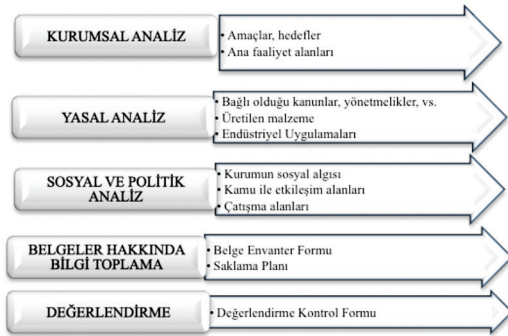 KURUMSAL ANALİZ
• Amaçlar, hedefler
• Ana faaliyet alanları
YASAL ANALİZ
• Bağlı olduğu kanunlar, yönetmelikler, vs.
• Üretilen malzeme
• Endüstriyel Uygulamaları
SOSYAL VE POLİTİK
ANALİZ
• Kurumun sosyal algısı
• Kamu ile etkileşim alanları
• Çatışma alanları
BELGELER HAKKINDA
BİLGİ TOPLAMA
• Belge Envanter Formu
• Saklama Planı
DEĞERLENDİRME
• Değerlendirme Kontrol Formu